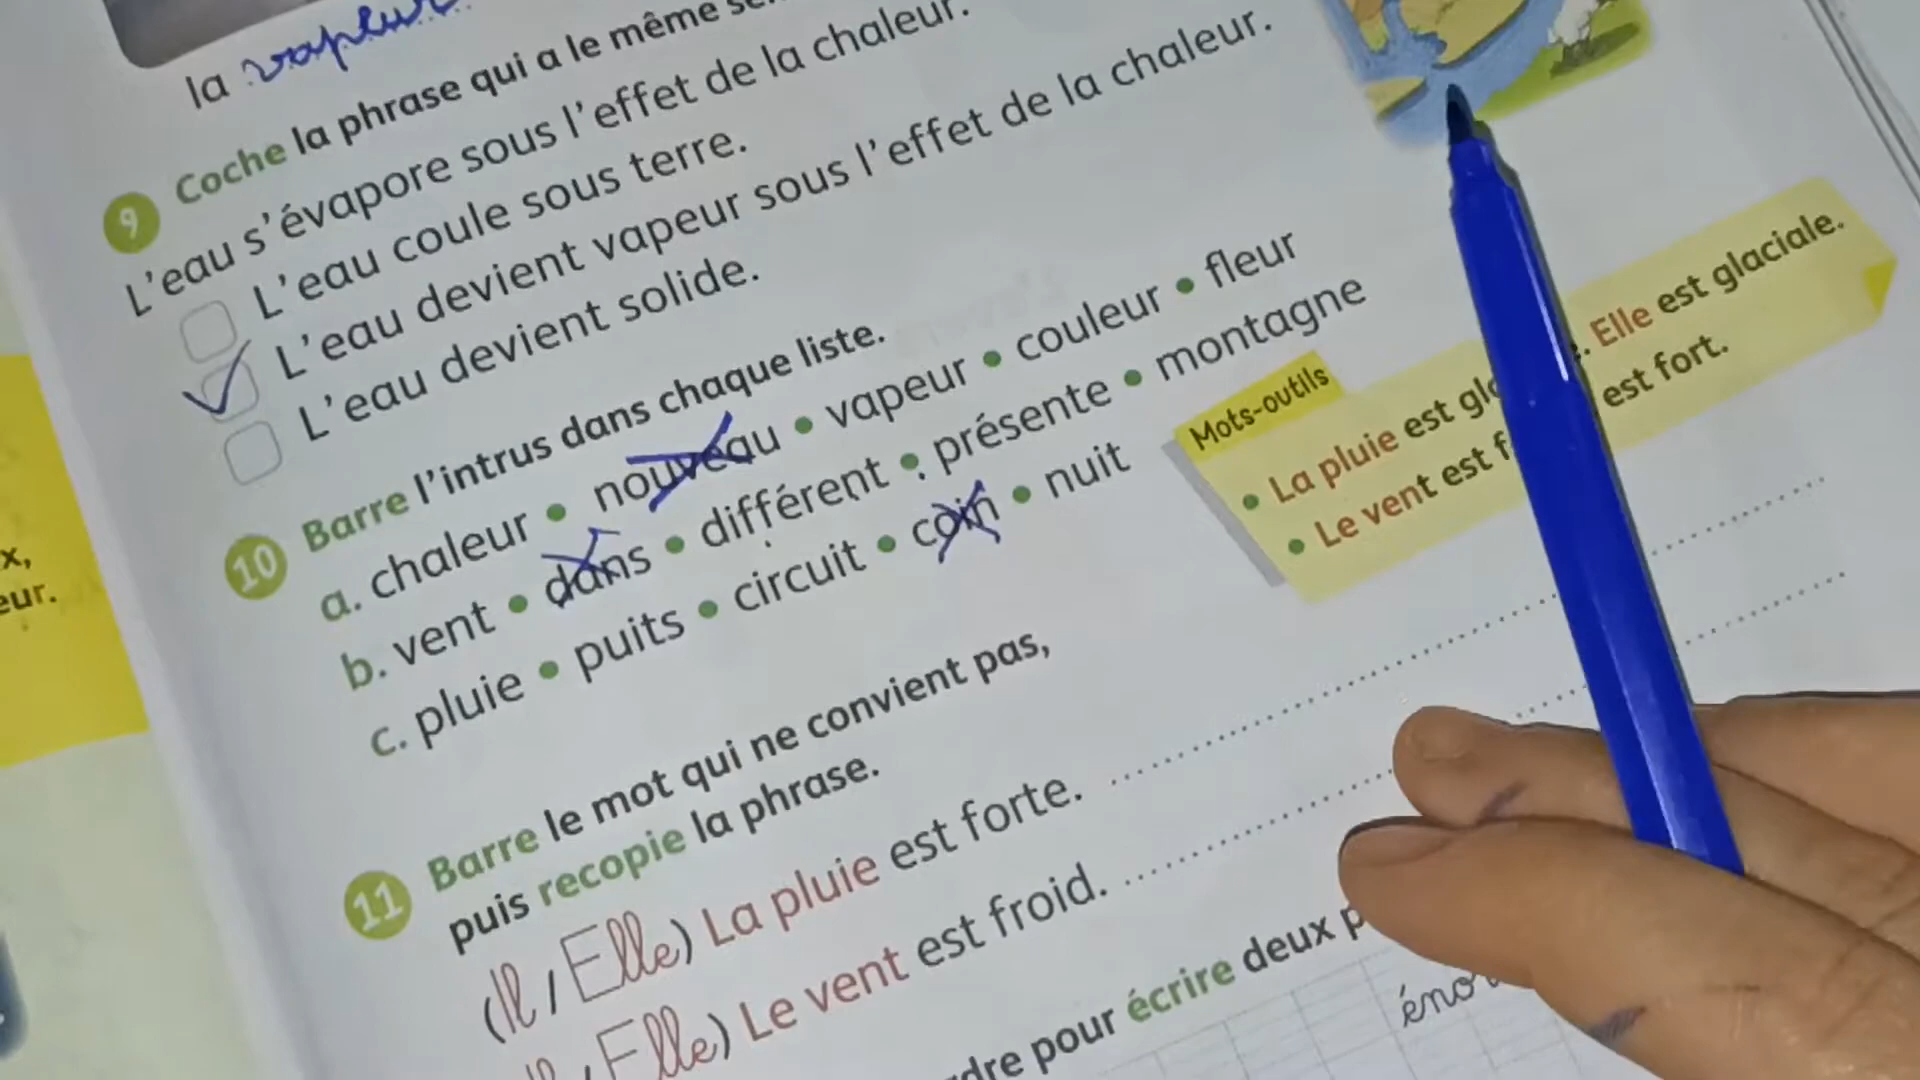 la vapeur
9 Coche la phrase qui a le même
L'eau s'évapore sous l'effet de la chaleur.
L'eau coule sous terre.
L'eau devient vapeur sous l'effet de la chaleur.
L'eau devient solide.
10 Barre l'intrus dans chaque liste.
a. chaleur • nouveau • vapeur • couleur • fleur
b. vent • dans • différent • présente • montagne
c. pluie • puits • circuit • coin • nuit
Mots-outils
• La pluie est gl . Elle est glaciale.
• Le vent est f est fort.
x,
eur.
11 Barre le mot qui ne convient pas,
puis recopie la phrase.
(Il / Elle) La pluie est forte.
Il / Elle) Le vent est froid.
dre pour écrire deux p
éno